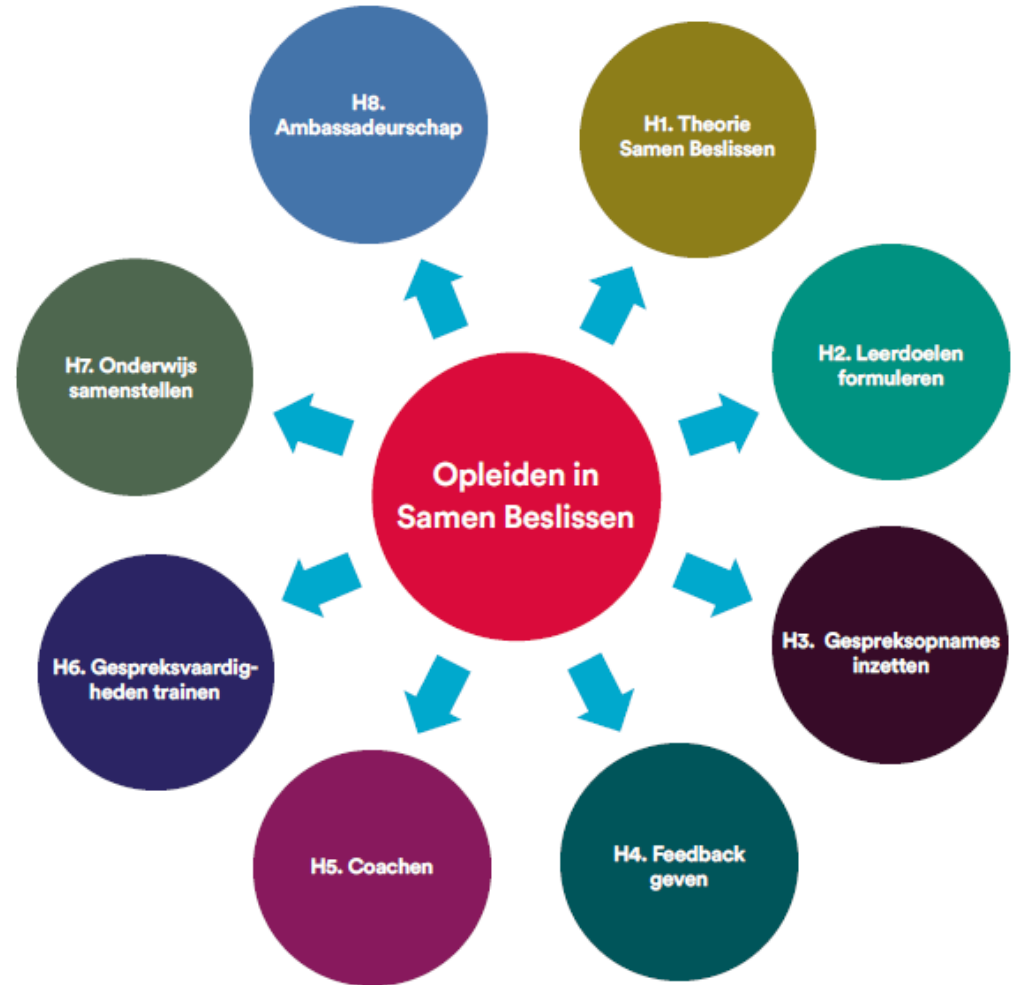 H8.
Ambassadeurschap
H1. Theorie
Samen Beslissen
H2. Leerdoelen
formuleren
H7. Onderwijs
samenstellen
Opleiden in
Samen Beslissen
H3. Gespreksopnames
inzetten
H6. Gespreksvaardig-
heden trainen
H4. Feedback
geven
H5. Coachen